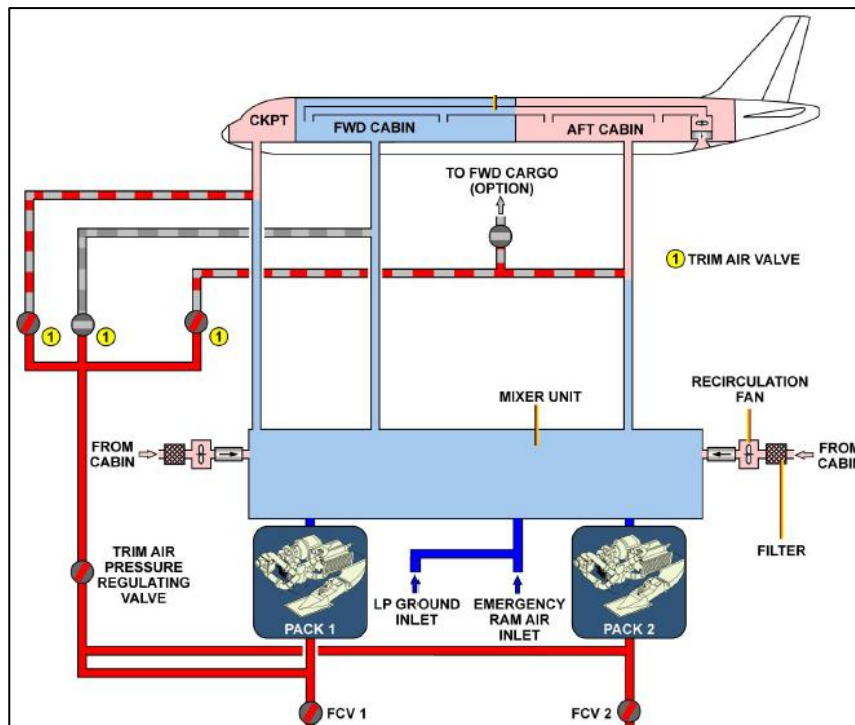 CKPT
FWD CABIN
AFT CABIN
TO FWD CARGO
(OPTION)
1 TRIM AIR VALVE
1
1
1
MIXER UNIT
RECIRCULATION
FAN
FROM
CABIN
FROM
CABIN
FILTER
TRIM AIR
PRESSURE
REGULATING
VALVE
LP GROUND
INLET
EMERGENCY
RAM AIR
INLET
PACK 1
PACK 2
FCV 1
FCV 2